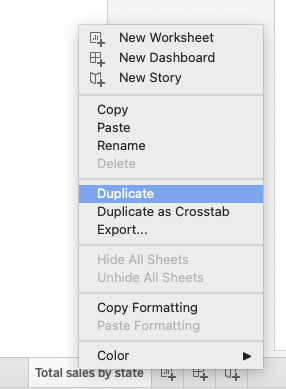 New Worksheet
New Dashboard
New Story
Copy
Paste
Rename
Delete
Duplicate
Duplicate as Crosstab
Export...
Hide All Sheets
Unhide All Sheets
Copy Formatting
Paste Formatting
Color
Total sales by state